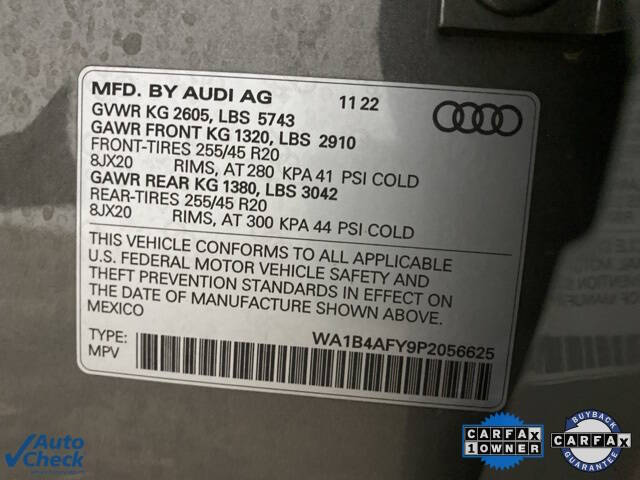 MFD. BY AUDI AG 11 22
GVWR KG 2605, LBS 5743
GAWR FRONT KG 1320, LBS 2910
FRONT-TIRES 255/45 R20
8JX20 RIMS, AT 280 KPA 41 PSI COLD
GAWR REAR KG 1380, LBS 3042
REAR-TIRES 255/45 R20
8JX20 RIMS, AT 300 KPA 44 PSI COLD
THIS VEHICLE CONFORMS TO ALL APPLICABLE
U.S. FEDERAL MOTOR VEHICLE SAFETY AND
THEFT PREVENTION STANDARDS IN EFFECT ON
THE DATE OF MANUFACTURE SHOWN ABOVE.
MEXICO
TYPE: WA1B4AFY9P2056625
MPV
Auto
Check
CARFAX
1 OWNER
BUYBACK
CARFAX
GUARANTEE